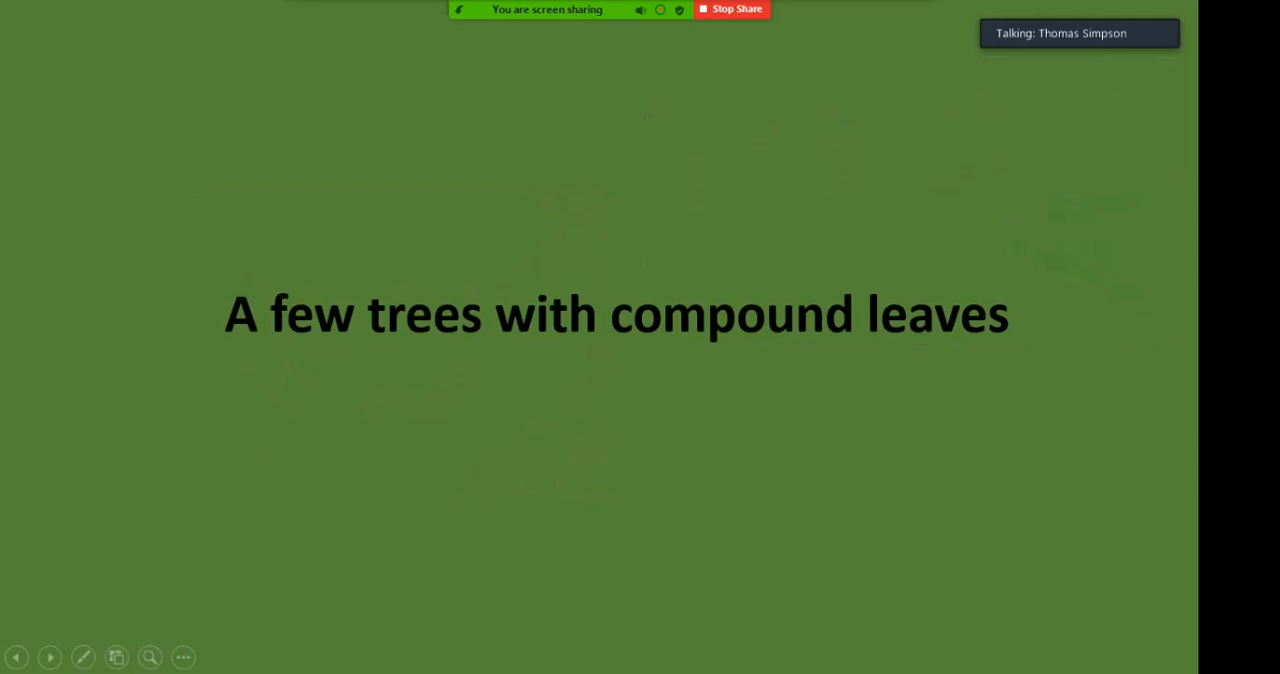 You are screen sharing
Stop Share
Talking: Thomas Simpson
A few trees with compound leaves